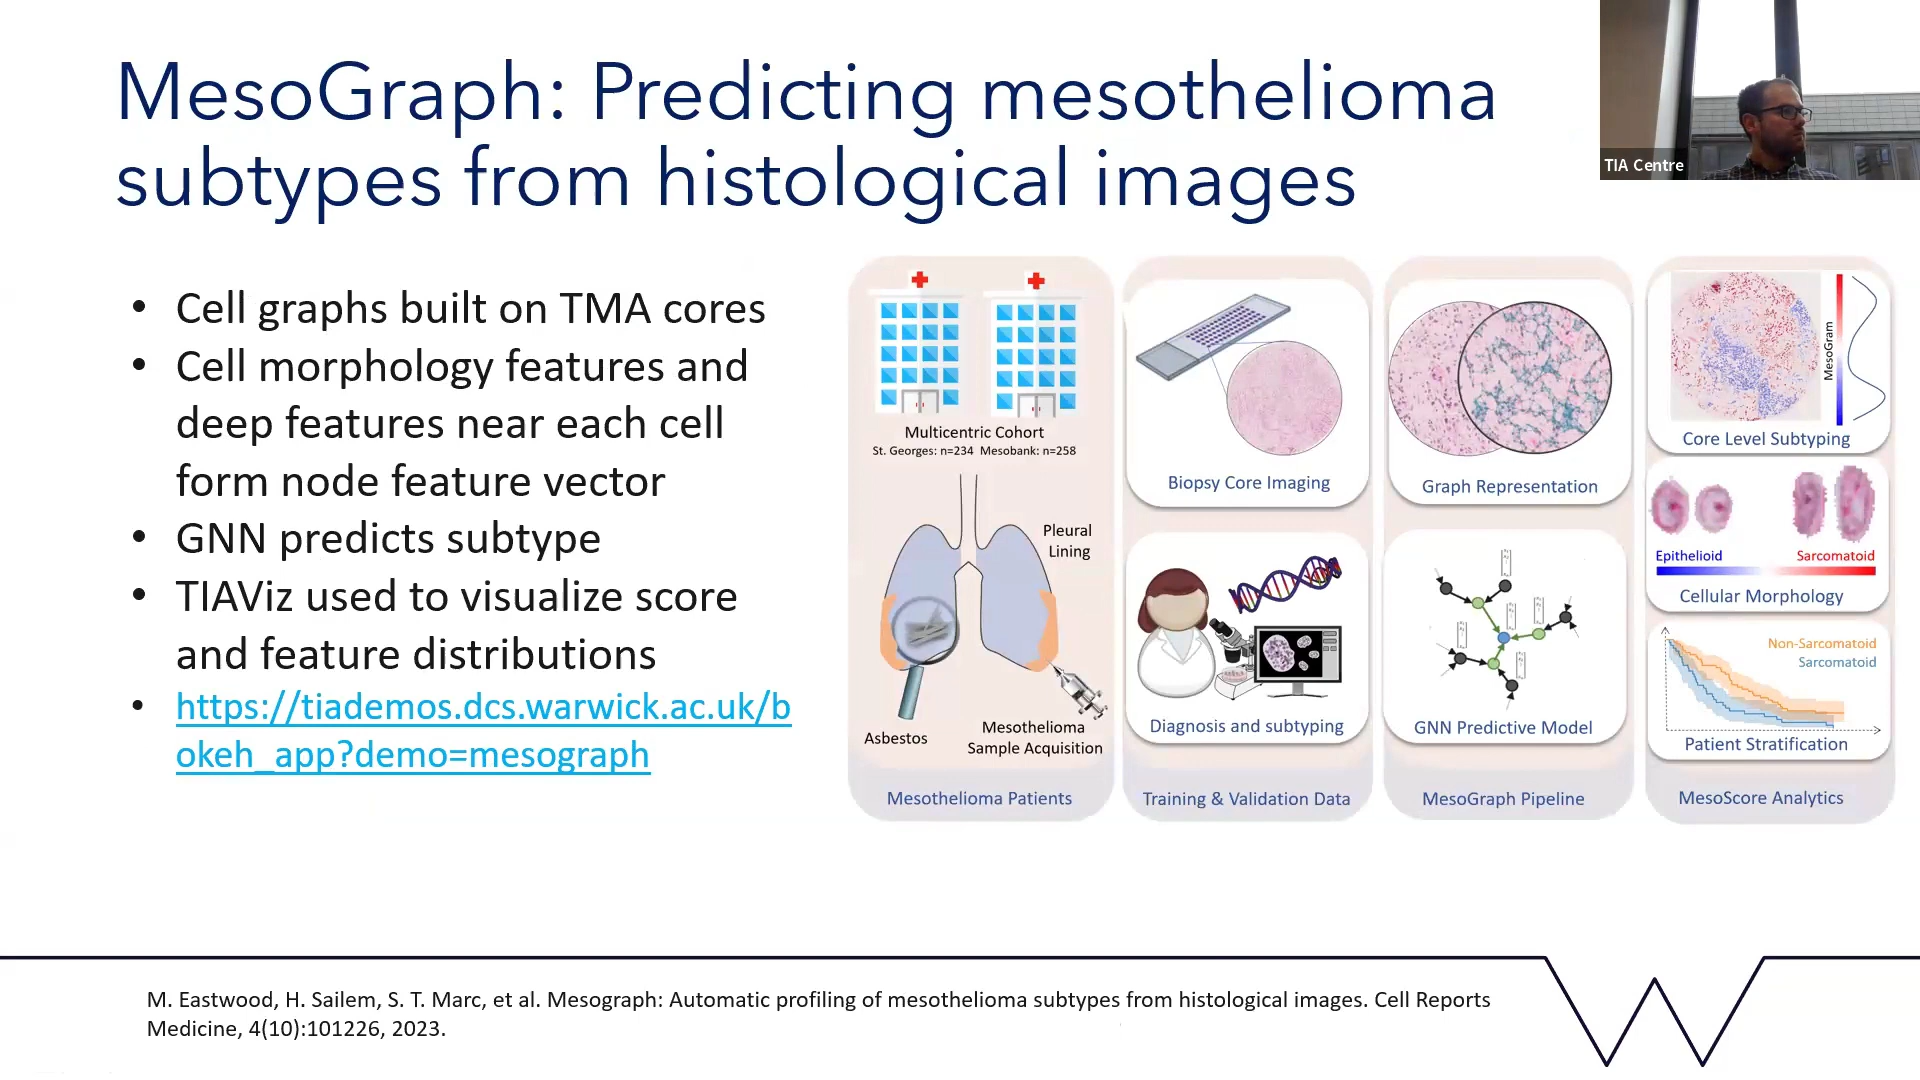 MesoGraph: Predicting mesothelioma
subtypes from histological images
TIA Centre
• Cell graphs built on TMA cores
• Cell morphology features and
deep features near each cell
form node feature vector
• GNN predicts subtype
• TIAViz used to visualize score
and feature distributions
• https://tiademos.dcs.warwick.ac.uk/b
okeh_app?demo=mesograph
Multicentric Cohort
St. Georges: n=234 Mesobank: n=258
Pleural
Lining
Asbestos
Mesothelioma
Sample Acquisition
Mesothelioma Patients
Biopsy Core Imaging
Diagnosis and subtyping
Training & Validation Data
Graph Representation
GNN Predictive Model
MesoGraph Pipeline
MesoGram
Core Level Subtyping
Epithelioid Sarcomatoid
Cellular Morphology
Non-Sarcomatoid
Sarcomatoid
Patient Stratification
MesoScore Analytics
M. Eastwood, H. Sailem, S. T. Marc, et al. Mesograph: Automatic profiling of mesothelioma subtypes from histological images. Cell Reports
Medicine, 4(10):101226, 2023.